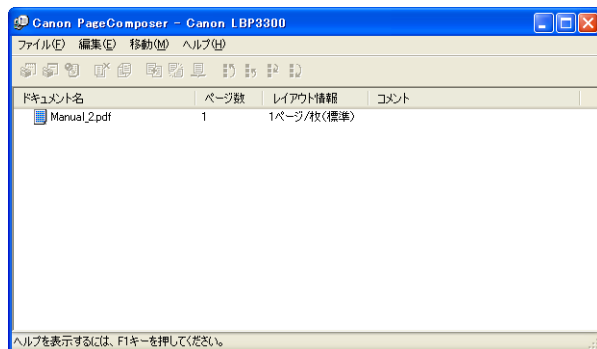 Canon PageComposer - Canon LBP3300
ファイル(F) 編集(E) 移動(M) ヘルプ(H)
ドキュメント名 ページ数 レイアウト情報 コメント
Manual_2.pdf 1 1ページ/枚(標準)
ヘルプを表示するには、F1キーを押してください。